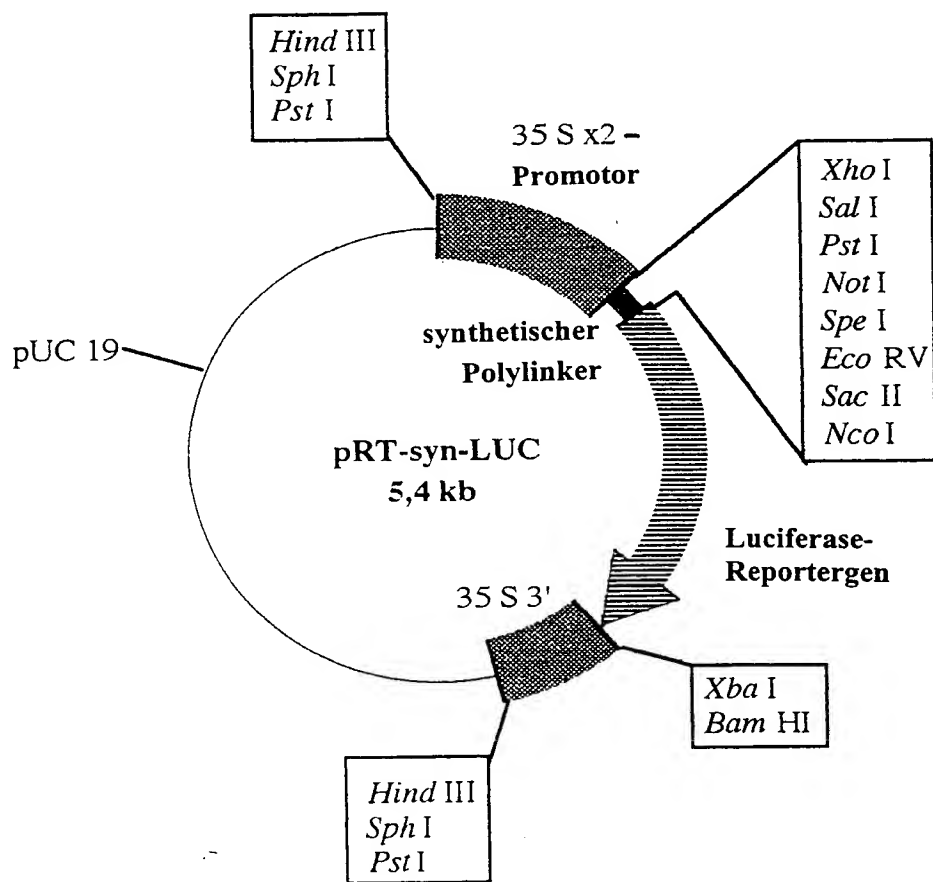 Hind III
Sph I
Pst I
35 S x2 –
Promotor
Xho I
Sal I
Pst I
Not I
Spe I
Eco RV
Sac II
Nco I
synthetischer
Polylinker
pUC 19
pRT-syn-LUC
5,4 kb
Luciferase-
Reportergen
35 S 3'
Xba I
Bam HI
Hind III
Sph I
Pst I